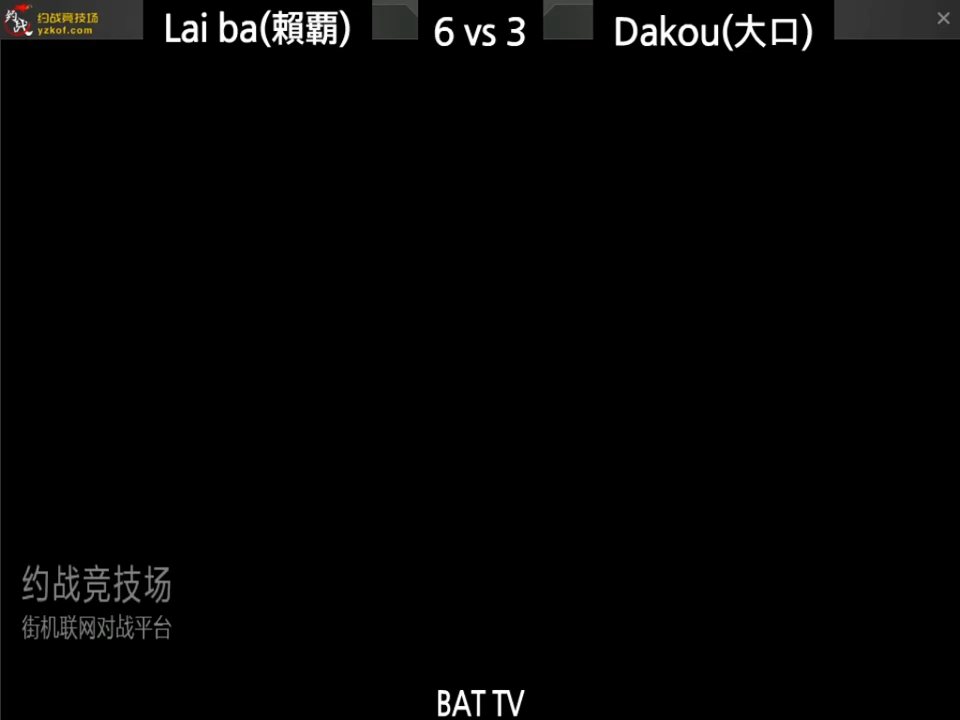 约战竞技场
yzkof.com
Lai ba(賴霸)
6 vs 3
Dakou(大口)
约战竞技场
街机联网对战平台
BAT TV